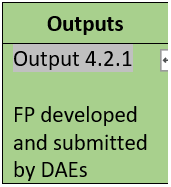 Outputs
Output 4.2.1
FP developed
and submitted
by DAEs